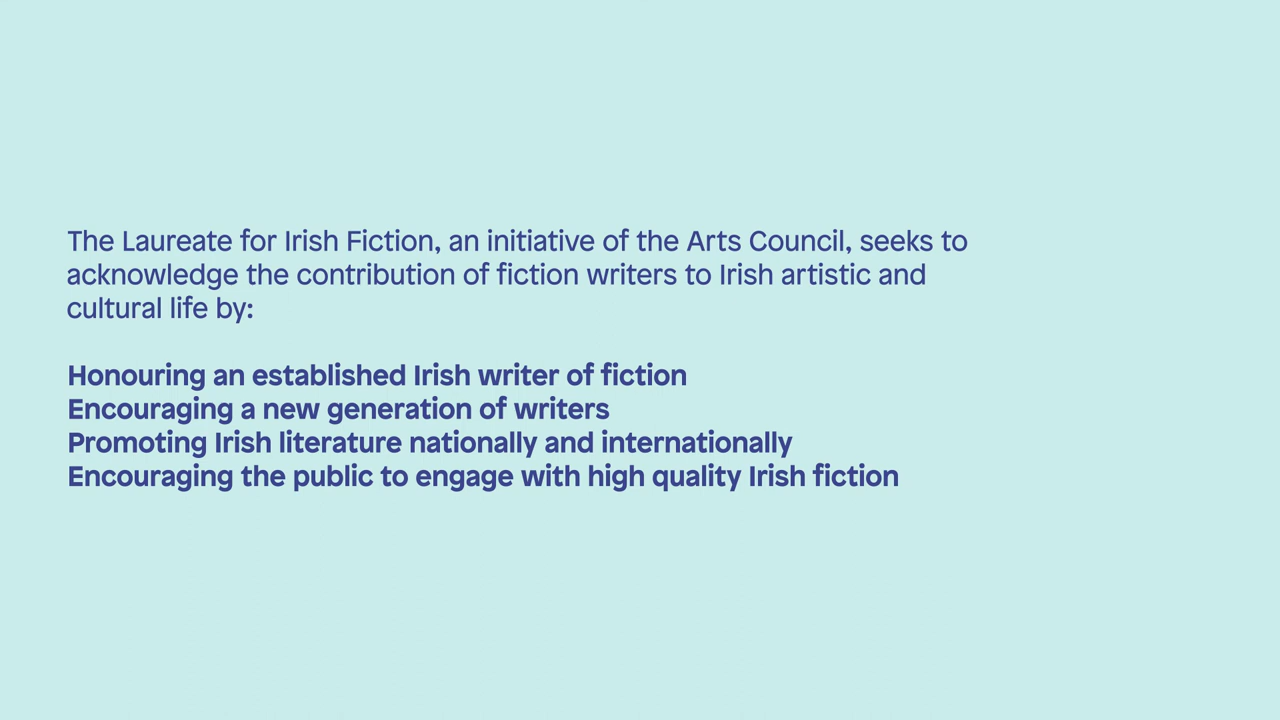 The Laureate for Irish Fiction, an initiative of the Arts Council, seeks to
acknowledge the contribution of fiction writers to Irish artistic and
cultural life by:
Honouring an established Irish writer of fiction
Encouraging a new generation of writers
Promoting Irish literature nationally and internationally
Encouraging the public to engage with high quality Irish fiction